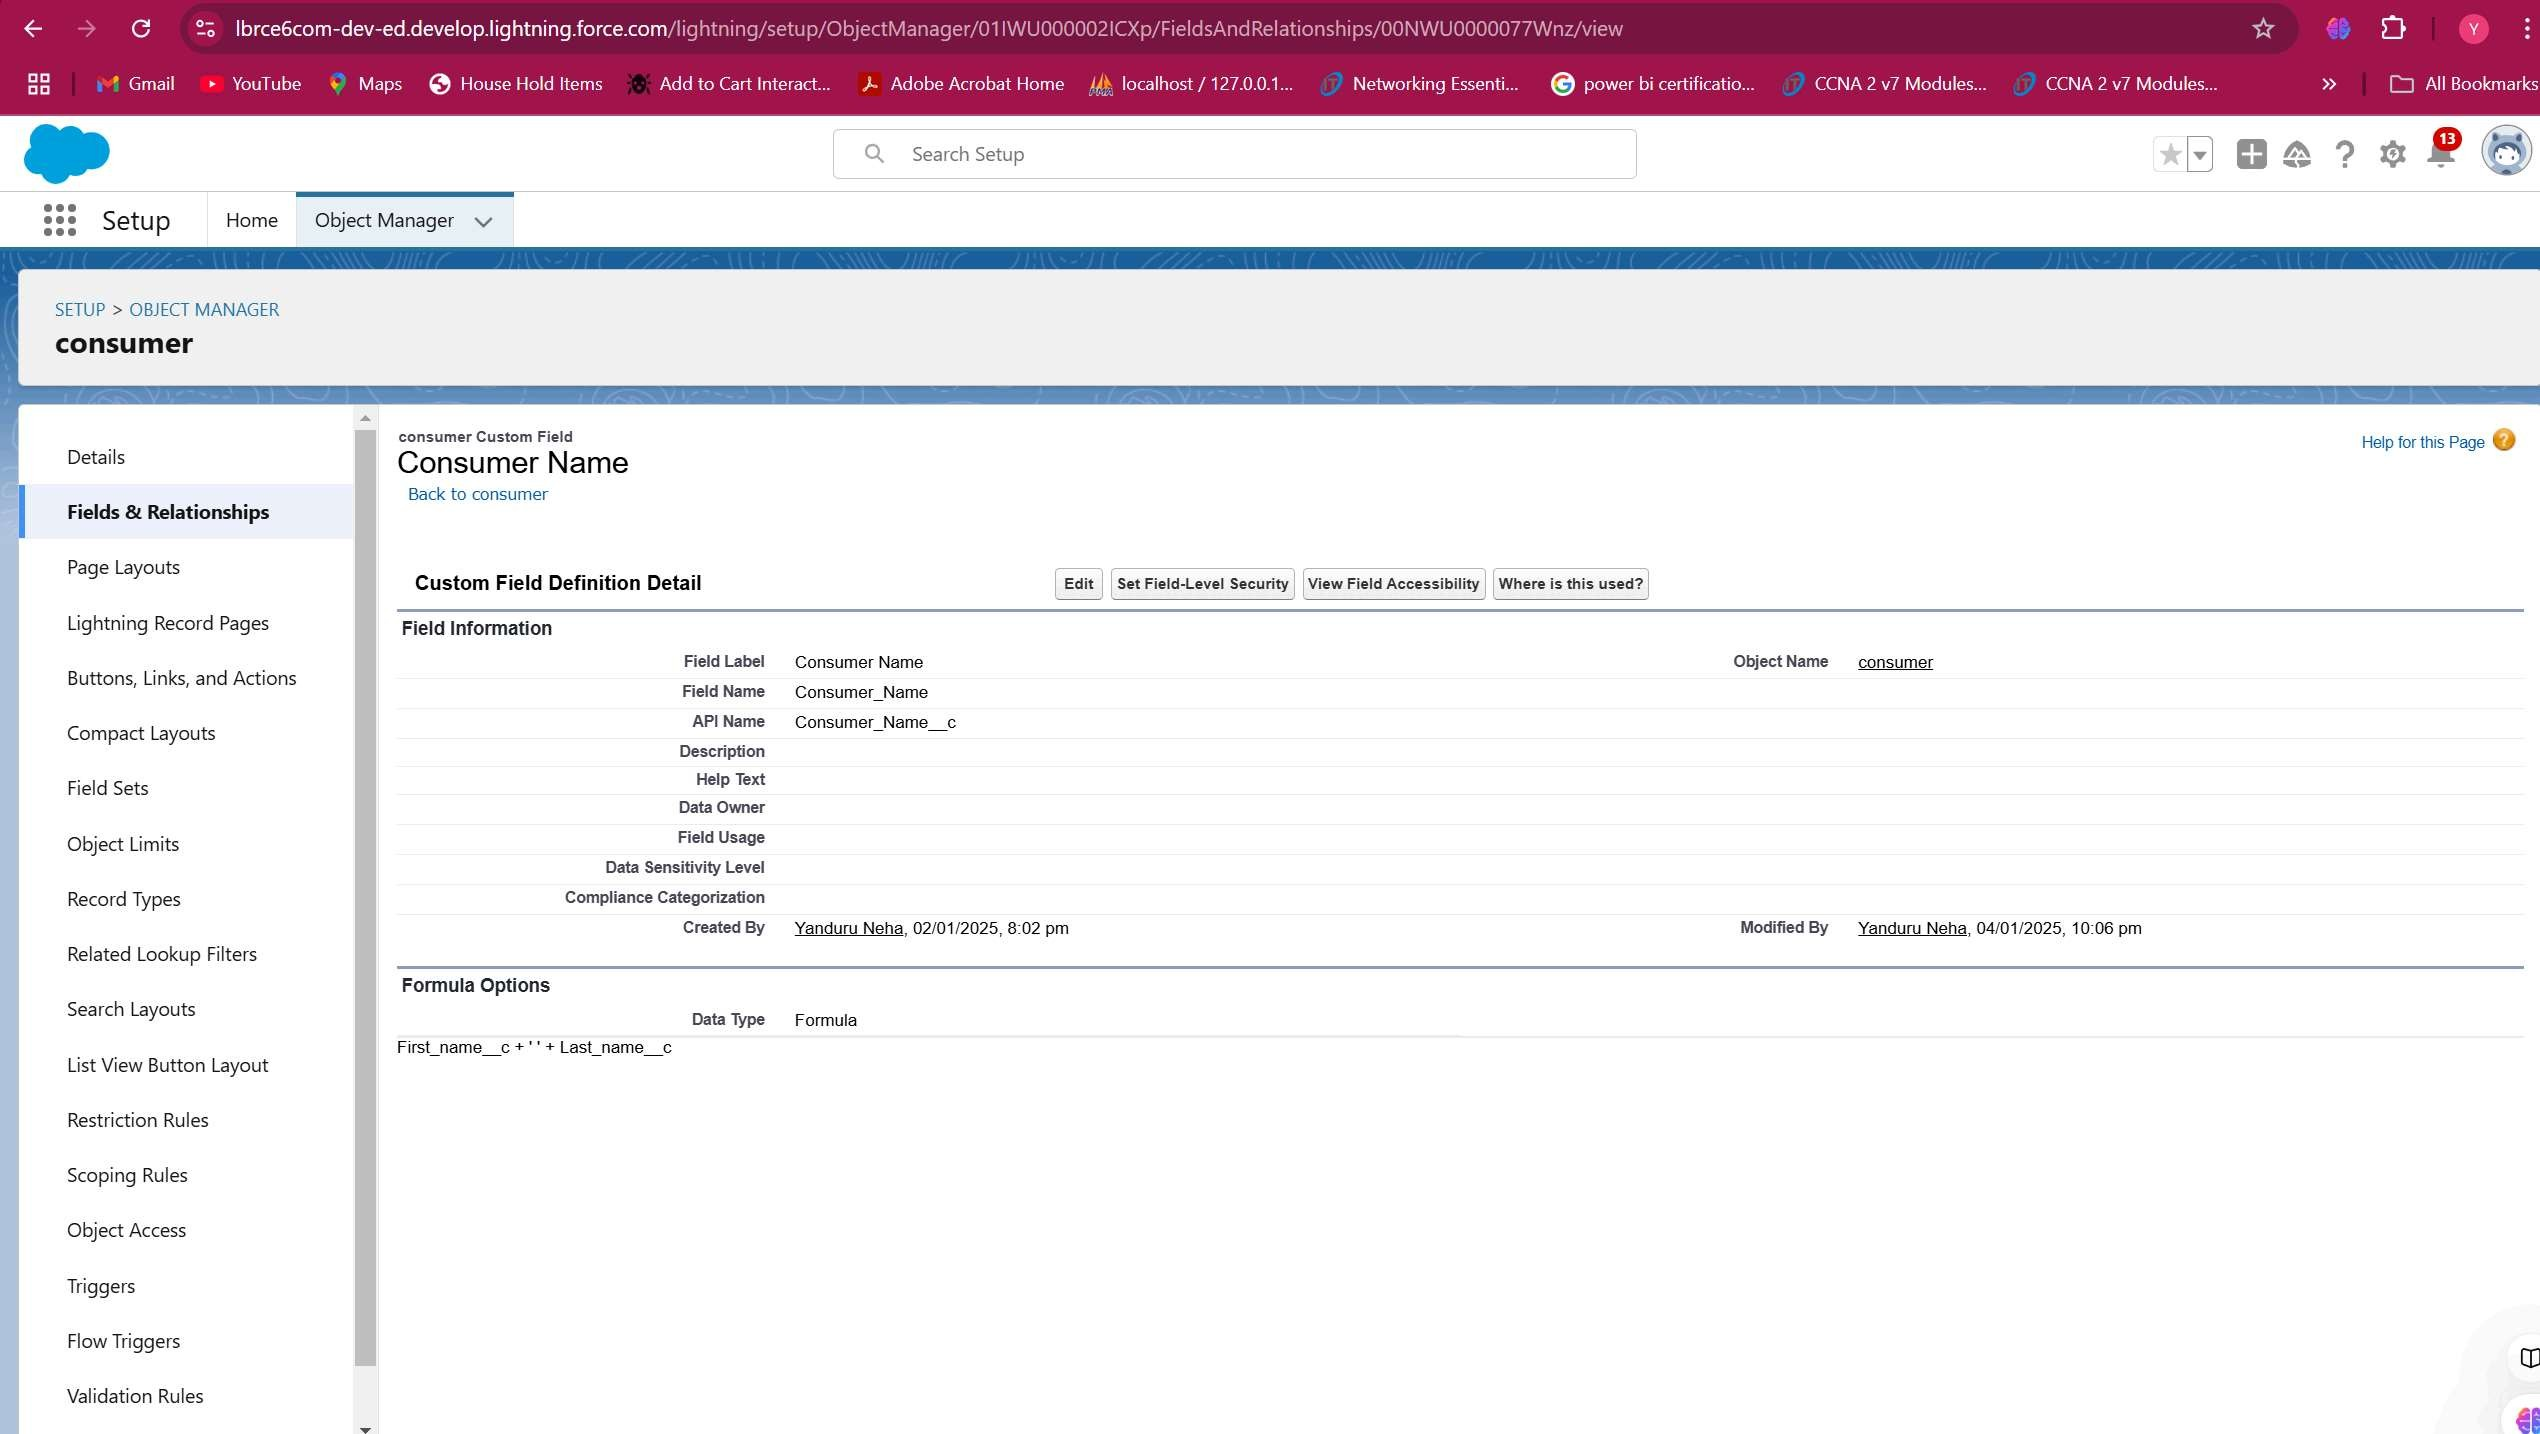 lbrce6com-dev-ed.develop.lightning.force.com/lightning/setup/ObjectManager/01IWU000002ICXp/FieldsAndRelationships/00NWU0000077Wnz/view
Y
Gmail
YouTube
Maps
House Hold Items
Add to Cart Interact...
Adobe Acrobat Home
localhost / 127.0.0.1...
Networking Essenti...
power bi certificatio...
CCNA 2 v7 Modules...
CCNA 2 v7 Modules...
All Bookmarks
Search Setup
13
Setup
Home
Object Manager
SETUP > OBJECT MANAGER
consumer
Details
Fields & Relationships
Page Layouts
Lightning Record Pages
Buttons, Links, and Actions
Compact Layouts
Field Sets
Object Limits
Record Types
Related Lookup Filters
Search Layouts
List View Button Layout
Restriction Rules
Scoping Rules
Object Access
Triggers
Flow Triggers
Validation Rules
consumer Custom Field
Consumer Name
Back to consumer
Help for this Page ?
Custom Field Definition Detail
Edit
Set Field-Level Security
View Field Accessibility
Where is this used?
Field Information
Field Label Consumer Name
Object Name consumer
Field Name Consumer_Name
API Name Consumer_Name__c
Description
Help Text
Data Owner
Field Usage
Data Sensitivity Level
Compliance Categorization
Created By Yanduru Neha, 02/01/2025, 8:02 pm
Modified By Yanduru Neha, 04/01/2025, 10:06 pm
Formula Options
Data Type Formula
First_name__c + ' ' + Last_name__c